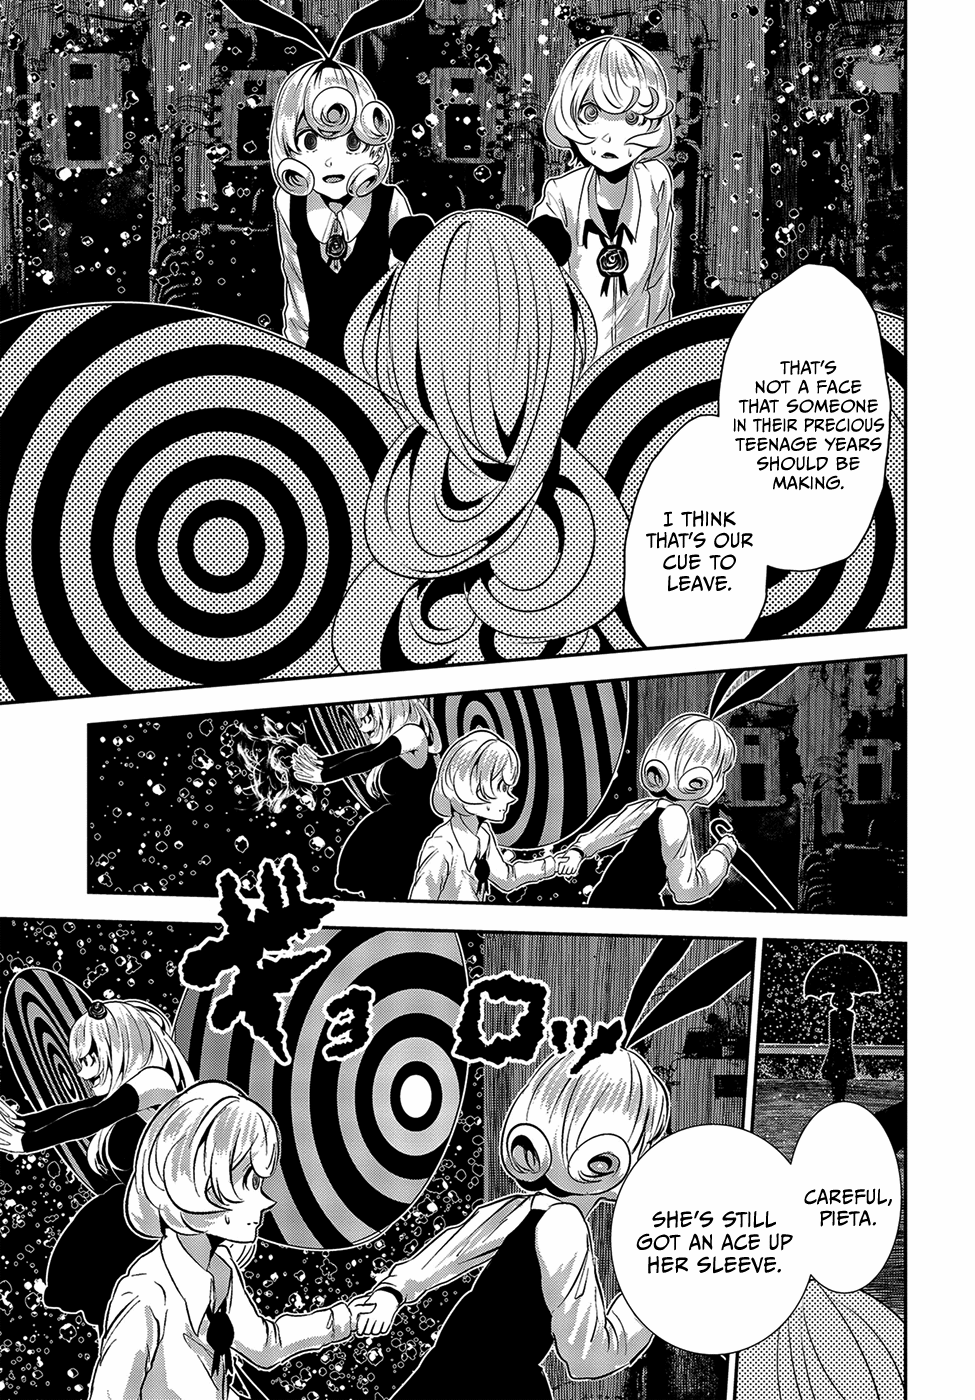 THAT'S
NOT A FACE
THAT SOMEONE
IN THEIR PRECIOUS
TEENAGE YEARS
SHOULD BE
MAKING.
I THINK
THAT'S OUR
CUE TO
LEAVE.
CAREFUL,
PIETA.
SHE'S STILL
GOT AN ACE UP
HER SLEEVE.
ギョロッ